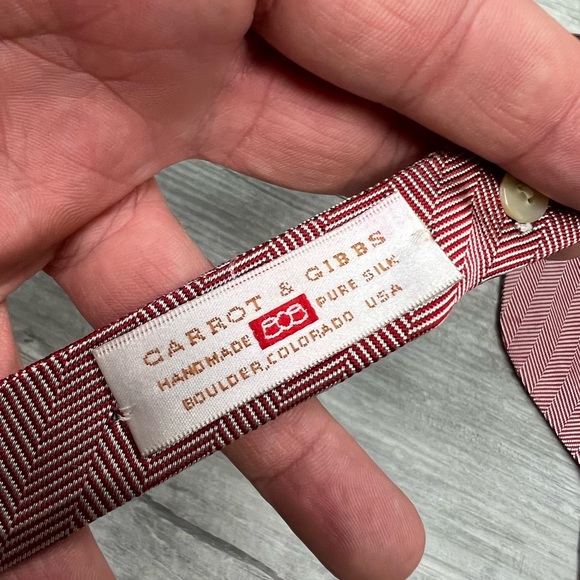 CARROT & GIBBS
HANDMADE PURE SILK
BOULDER, COLORADO USA